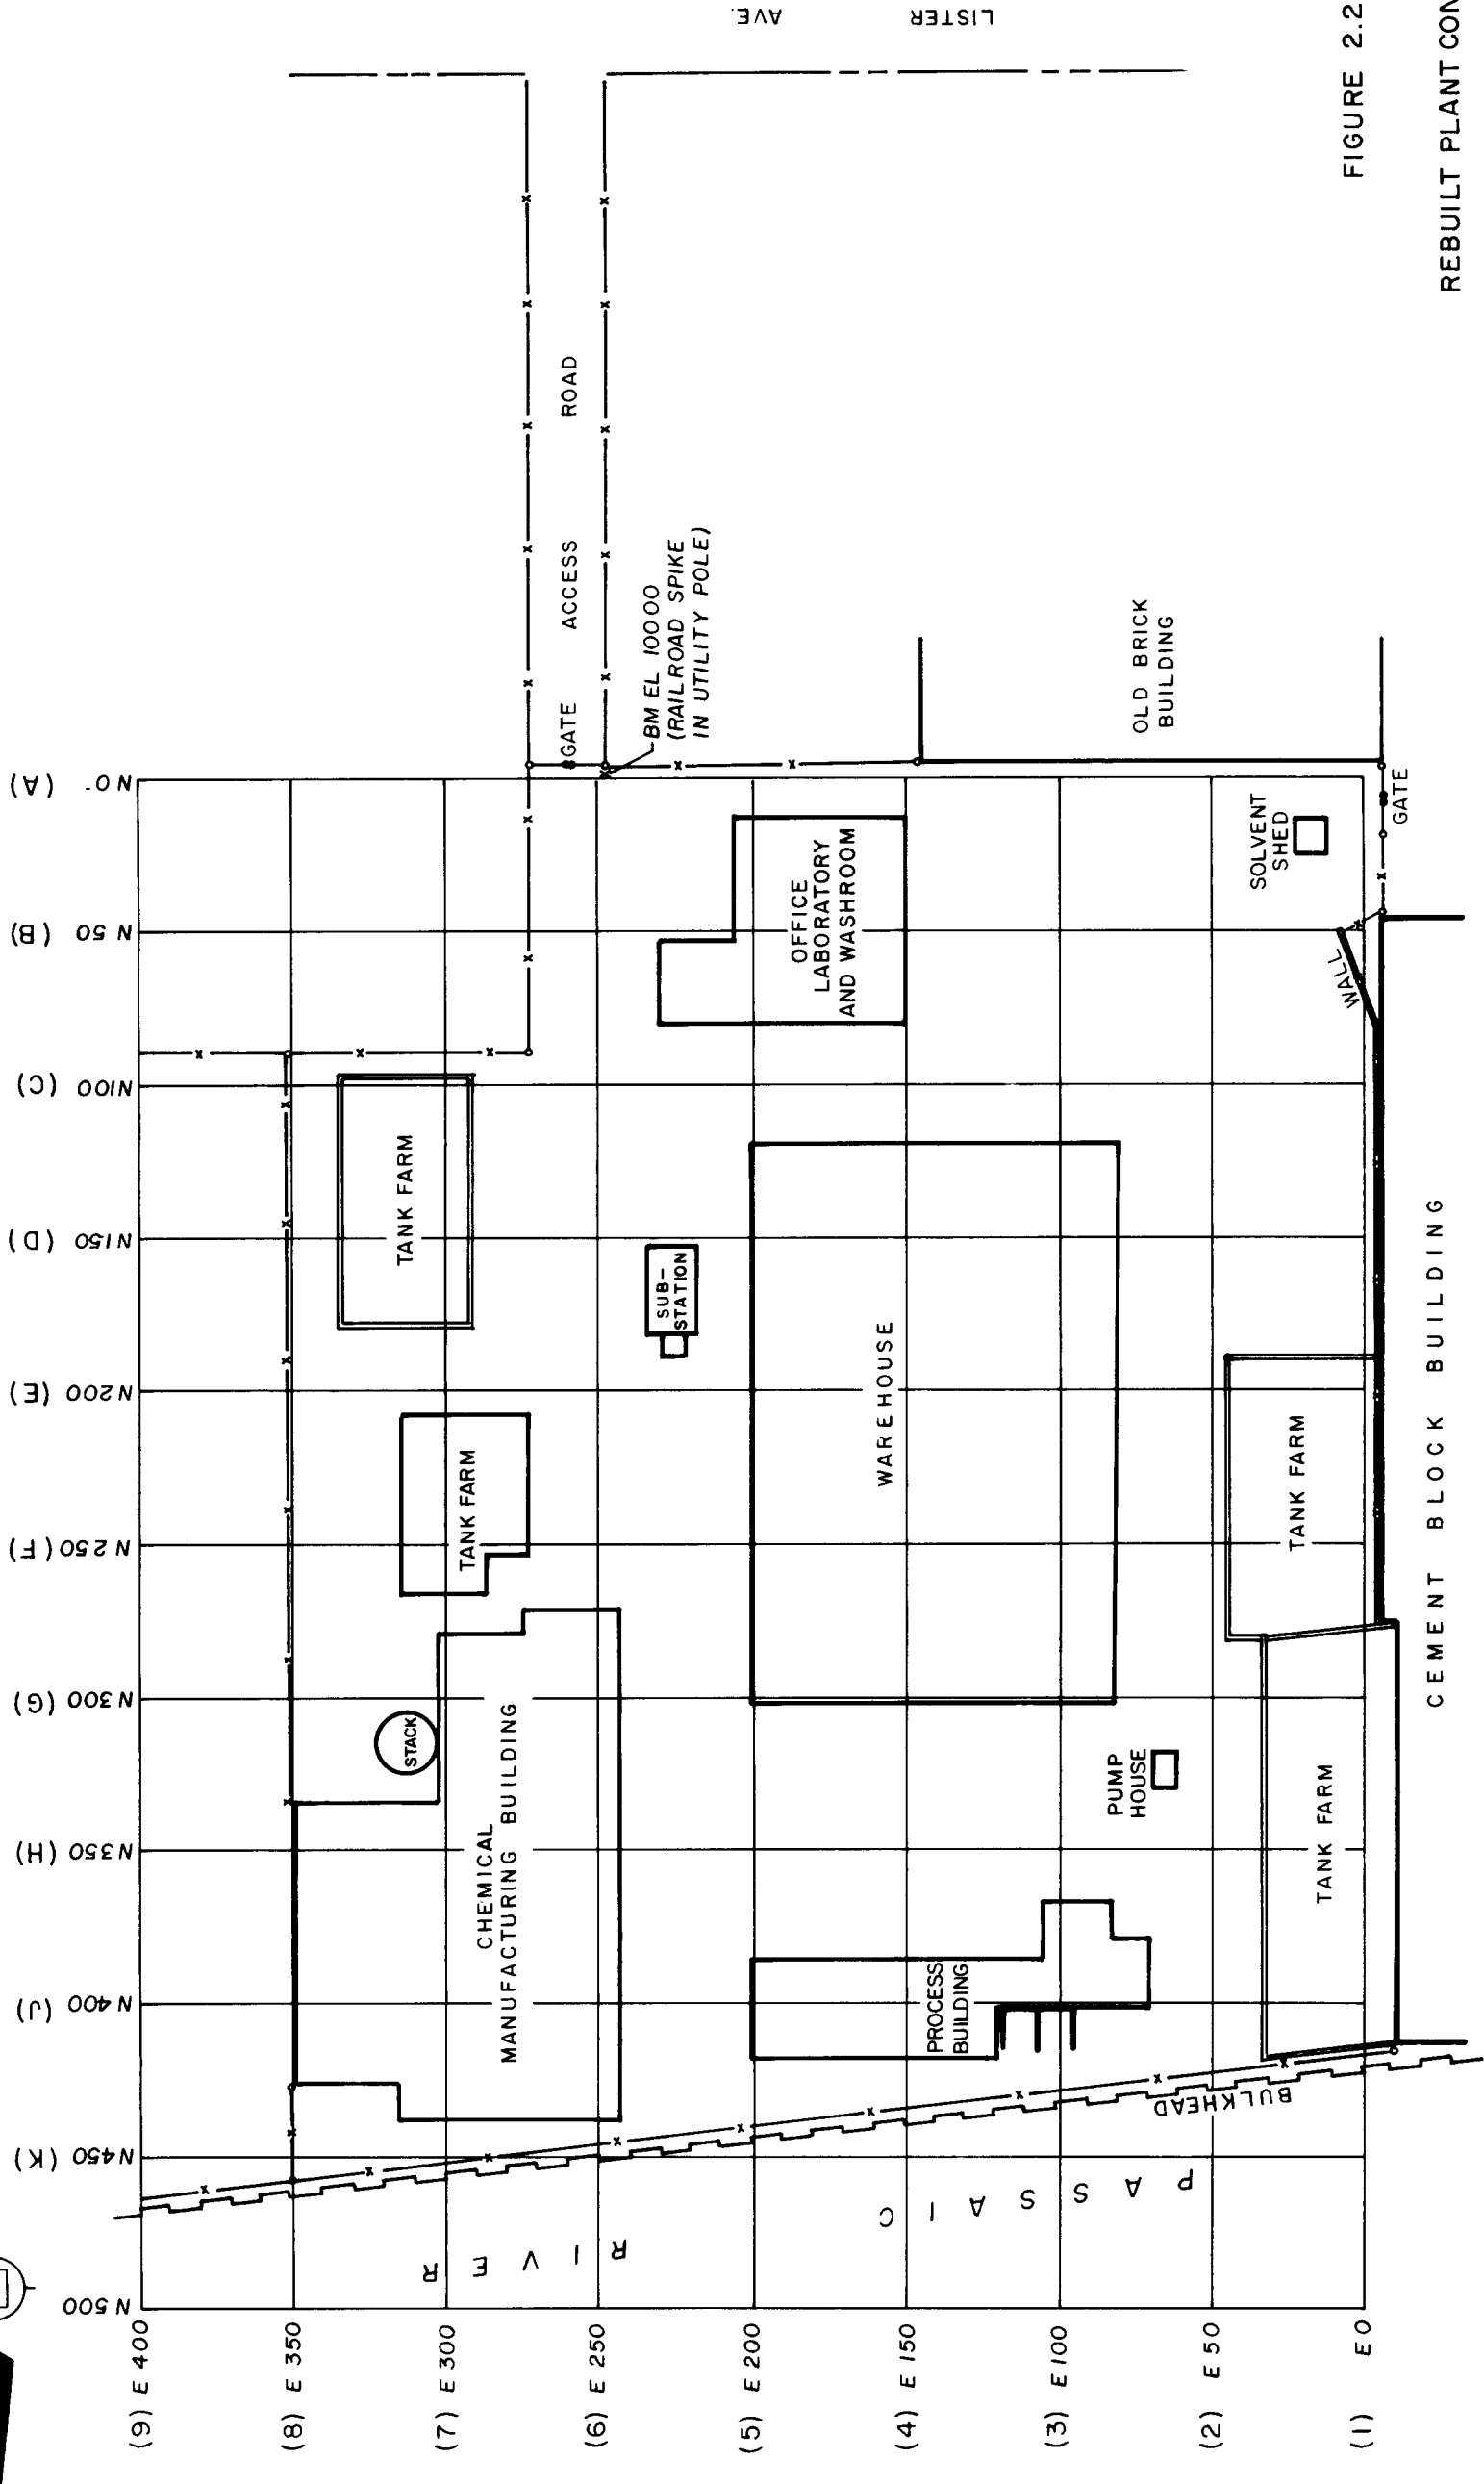 LISTER
AVE.
FIGURE 2.2
REBUILT PLANT CON
ACCESS ROAD
GATE
BM EL 10000
(RAILROAD SPIKE
IN UTILITY POLE)
OLD BRICK
BUILDING
GATE
(A) N 0
(B) N 50
(C) N100
(D) N150
(E) N200
(F) N 250
(G) N 300
(H) N 350
(J) N 400
(K) N450
N 500
SOLVENT
SHED
WALL
OFFICE
LABORATORY
AND WASHROOM
TANK FARM
SUB-
STATION
TANK FARM
WAREHOUSE
TANK FARM
STACK
CHEMICAL
MANUFACTURING BUILDING
PUMP
HOUSE
TANK FARM
PROCESS
BUILDING
CEMENT BLOCK BUILDING
BULKHEAD
PASSAIC
RIVER
(9) E 400
(8) E 350
(7) E 300
(6) E 250
(5) E 200
(4) E 150
(3) E 100
(2) E 50
(1) E 0